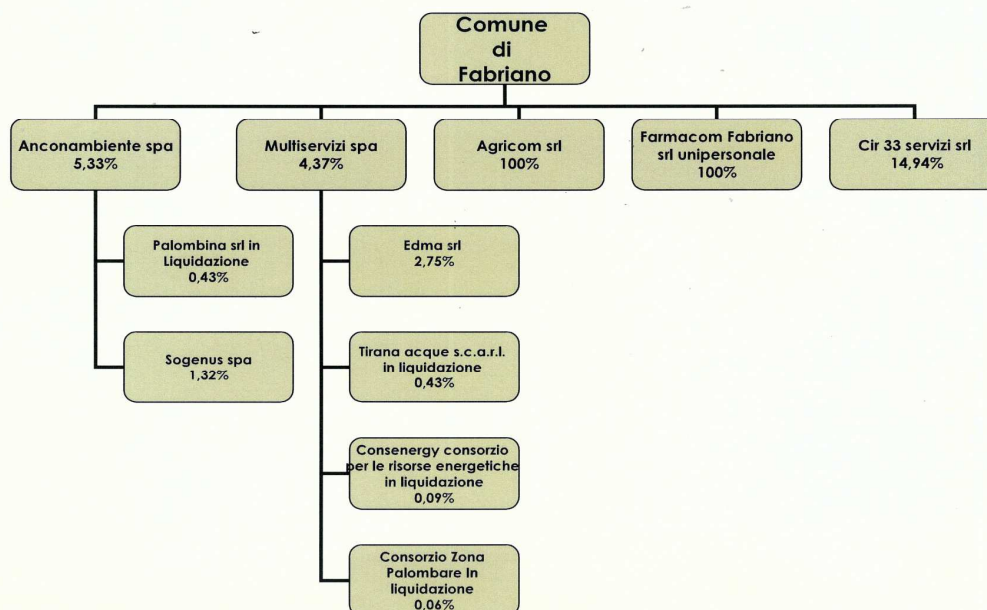 Comune
di
Fabriano
Anconambiente spa
5,33%
Multiservizi spa
4,37%
Agricom srl
100%
Farmacom Fabriano
srl unipersonale
100%
Cir 33 servizi srl
14,94%
Palombina srl in
Liquidazione
0,43%
Sogenus spa
1,32%
Edma srl
2,75%
Tirana acque s.c.a.r.l.
in liquidazione
0,43%
Consenergy consorzio
per le risorse energetiche
in liquidazione
0,09%
Consorzio Zona
Palombare In
liquidazione
0,06%